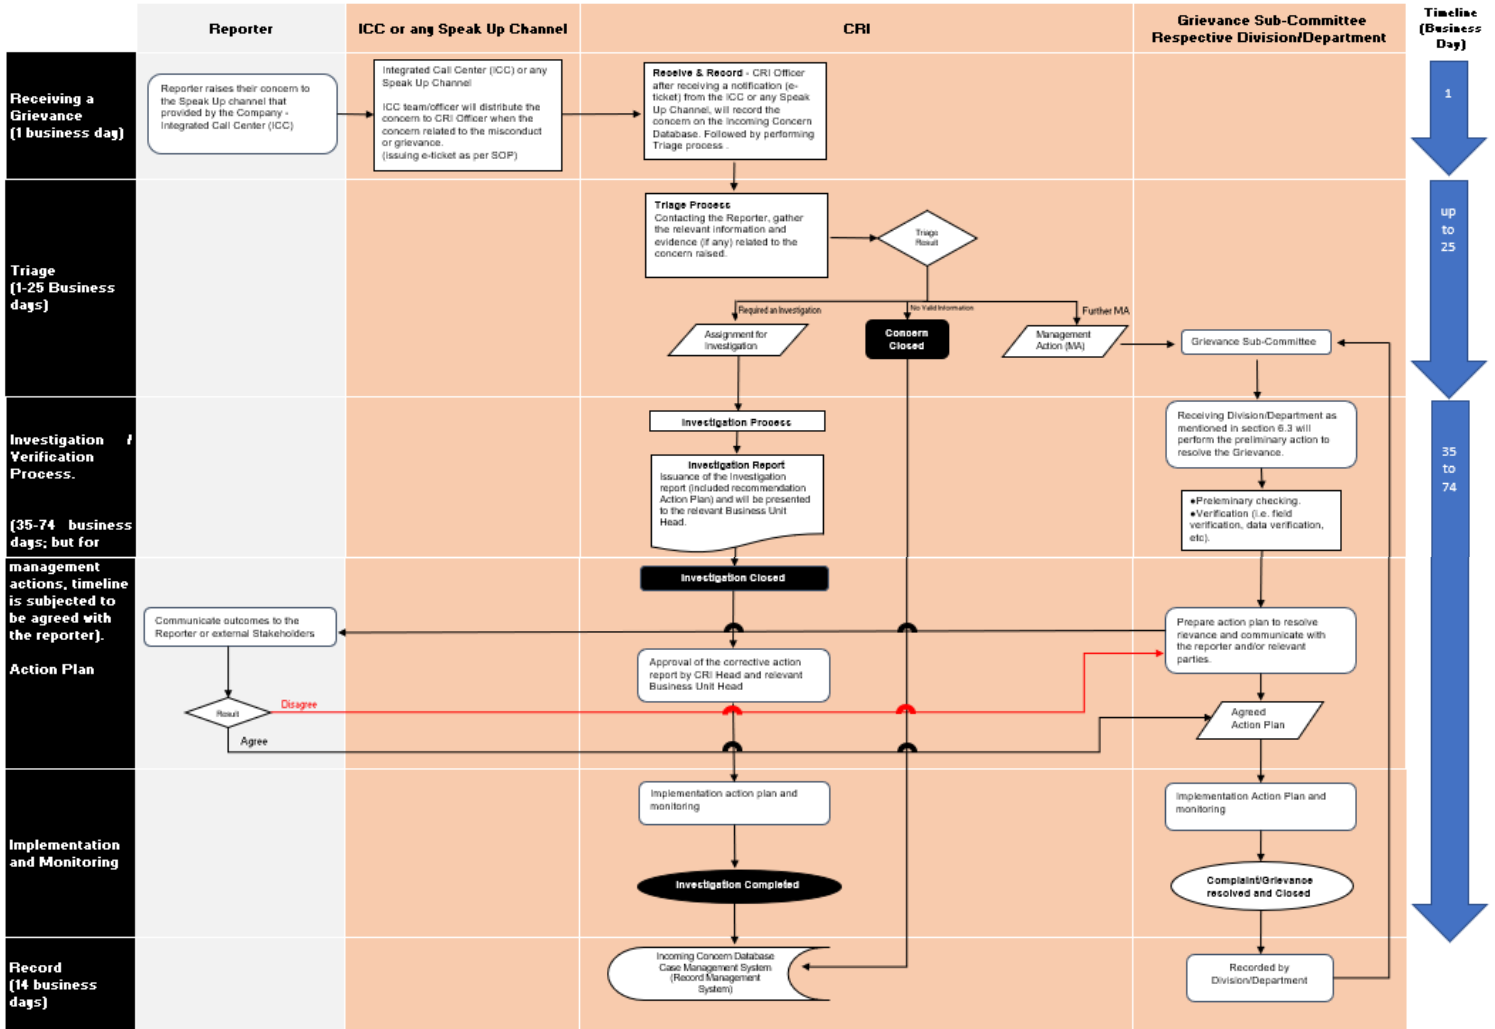 Reporter
ICC or any Speak Up Channel
CRI
Grievance Sub-Committee
Respective Division/Department
Timeline
(Business
Day)
Receiving a
Grievance
(1 business day)
Reporter raises their concern to
the Speak Up channel that
provided by the Company -
Integrated Call Center (ICC)
Integrated Call Center (ICC) or any
Speak Up Channel
ICC team/officer will distribute the
concern to CRI Officer when the
concern related to the misconduct
or grievance.
(issuing e-ticket as per SOP)
Receive & Record - CRI Officer
after receiving a notification (e-
ticket) from the ICC or any Speak
Up Channel, will record the
concern on the Incoming Concern
Database. Followed by performing
Triage process .
1
Triage
(1-25 Business
days)
Triage Process
Contacting the Reporter, gather
the relevant information and
evidence (if any) related to the
concern raised.
Triage
Result
up
to
25
Required an Investigation
No Valid Information
Further MA
Assignment for
Investigation
Concern
Closed
Management
Action (MA)
Grievance Sub-Committee
Investigation /
Verification
Process.
(35-74 business
days; but for
management
actions, timeline
is subjected to
be agreed with
the reporter).
Action Plan
Investigation Process
Investigation Report
Issuance of the Investigation
report (included recommendation
Action Plan) and will be presented
to the relevant Business Unit
Head.
Receiving Division/Department as
mentioned in section 6.3 will
perform the preliminary action to
resolve the Grievance.
●Prelemimary checking.
●Verification (i.e. field
verification, data verification,
etc).
35
to
74
Investigation Closed
Communicate outcomes to the
Reporter or external Stakeholders
Approval of the corrective action
report by CRI Head and relevant
Business Unit Head
Prepare action plan to resolve
rievance and communicate with
the reporter and/or relevant
parties.
Result
Disagree
Agree
Agreed
Action Plan
Implementation
and Monitoring
Implementation action plan and
monitoring
Implementation Action Plan and
monitoring
Investigation Completed
Complaint/Grievance
resolved and Closed
Record
(14 business
days)
Incoming Concern Database
Case Management System
(Record Management
System)
Recorded by
Division/Department